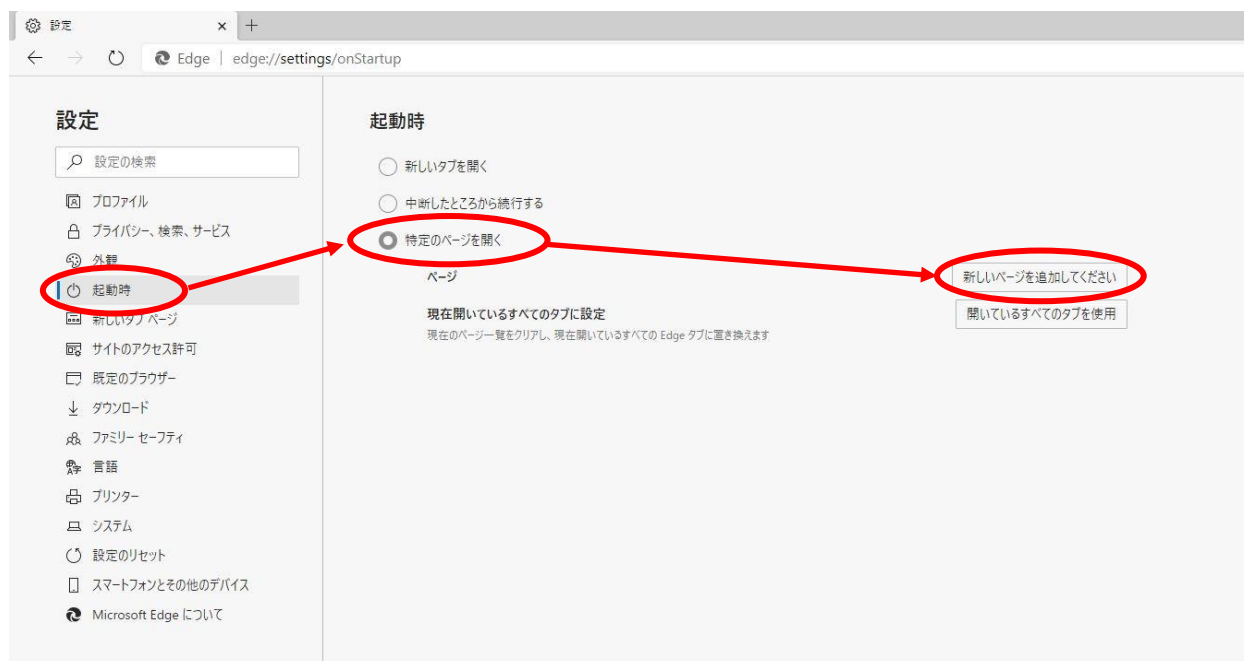 設定
Edge | edge://settings/onStartup
設定
設定の検索
プロファイル
プライバシー、検索、サービス
外観
起動時
新しいタブ ページ
サイトのアクセス許可
既定のブラウザー
ダウンロード
ファミリー セーフティ
言語
プリンター
システム
設定のリセット
スマートフォンとその他のデバイス
Microsoft Edge について
起動時
新しいタブを開く
中断したところから続行する
特定のページを開く
ページ
新しいページを追加してください
現在開いているすべてのタブに設定
現在のページ一覧をクリアし、現在開いているすべての Edge タブに置き換えます
開いているすべてのタブを使用